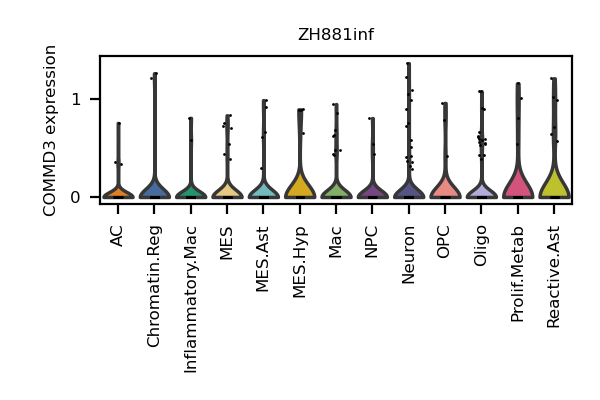 ZH881inf
COMMD3 expression
1
0
AC
Chromatin.Reg
Inflammatory.Mac
MES
MES.Ast
MES.Hyp
Mac
NPC
Neuron
OPC
Oligo
Prolif.Metab
Reactive.Ast